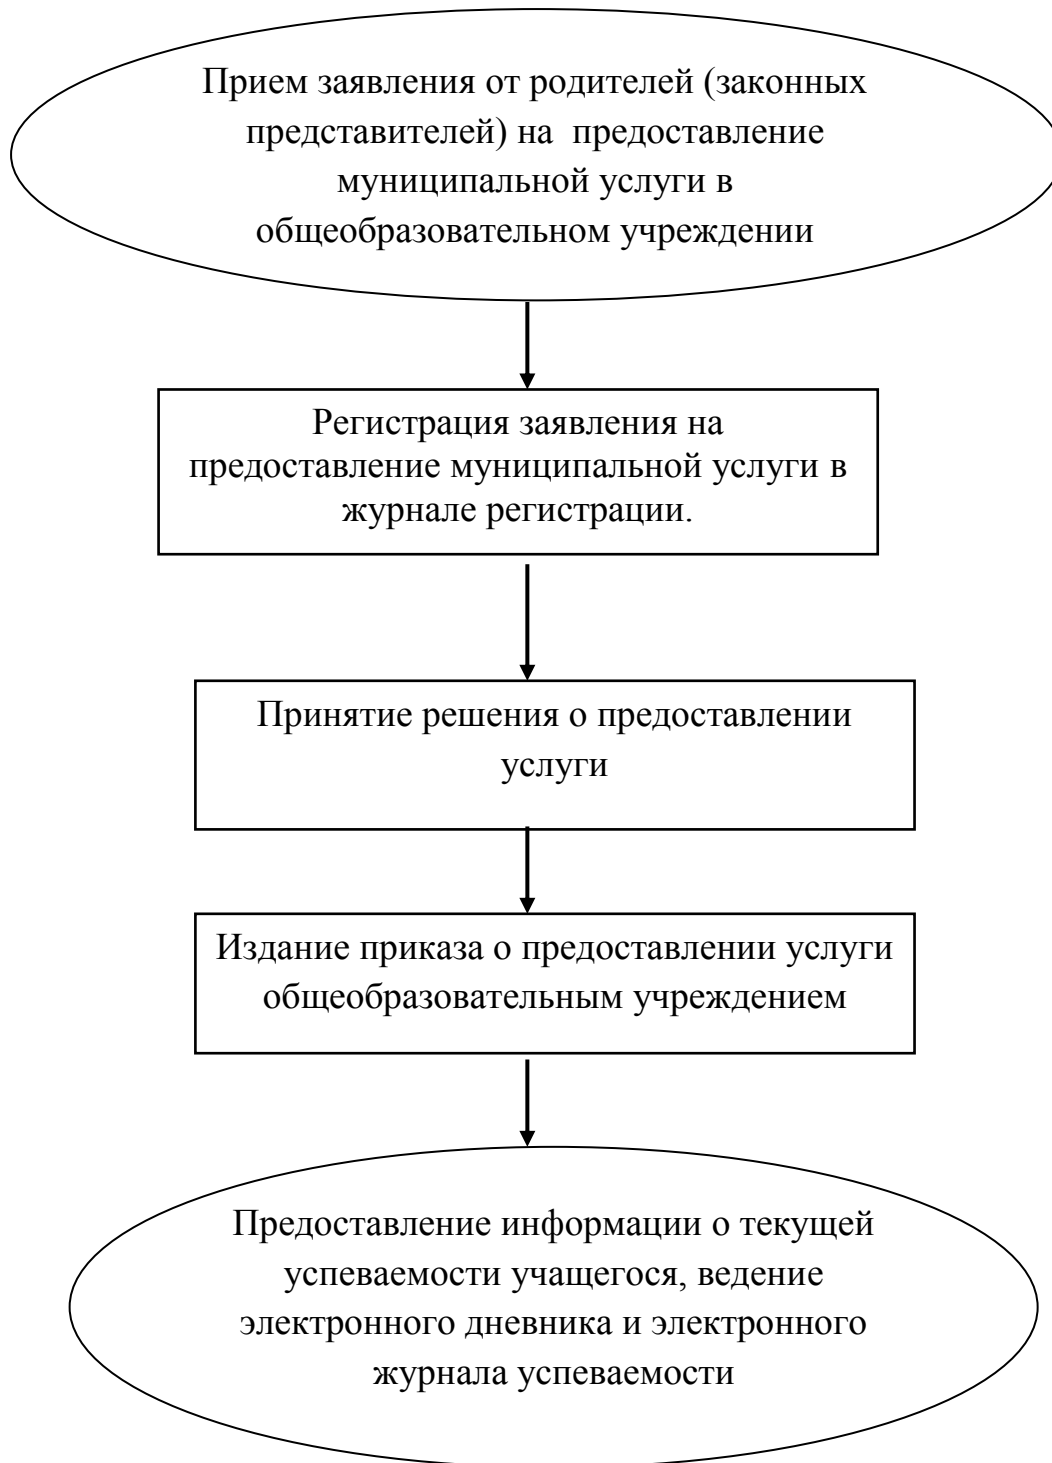 Прием заявления от родителей (законных
представителей) на предоставление
муниципальной услуги в
общеобразовательном учреждении
Регистрация заявления на
предоставление муниципальной услуги в
журнале регистрации.
Принятие решения о предоставлении
услуги
Издание приказа о предоставлении услуги
общеобразовательным учреждением
Предоставление информации о текущей
успеваемости учащегося, ведение
электронного дневника и электронного
журнала успеваемости